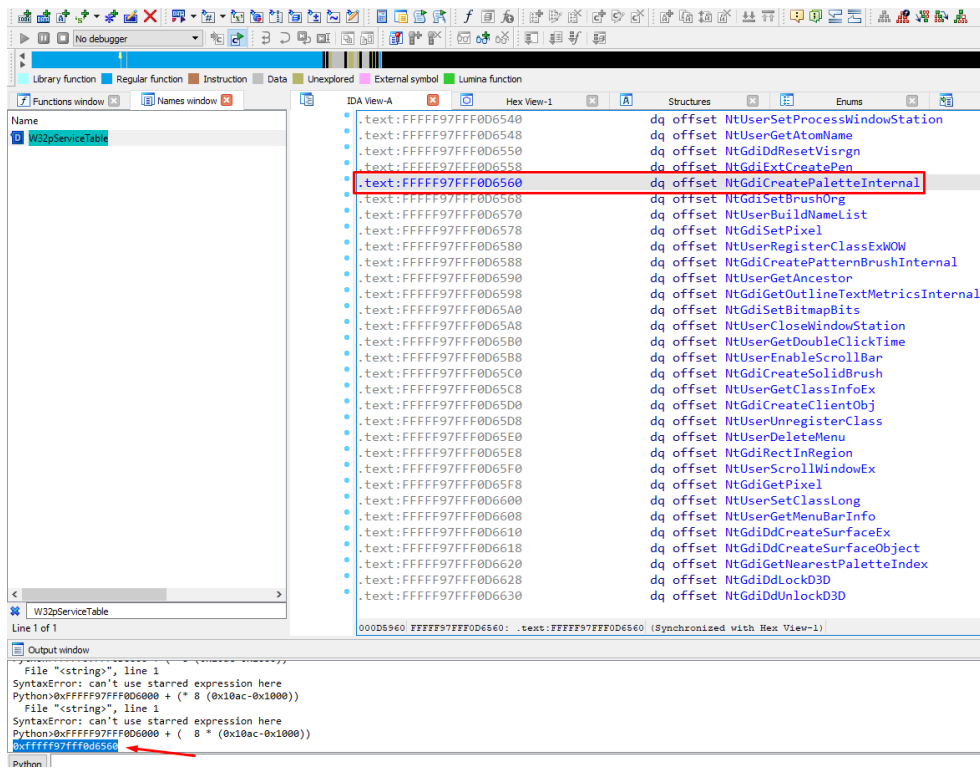 No debugger
Library function Regular function Instruction Data Unexplored External symbol Lumina function
Functions window Names window IDA View-A Hex View-1 Structures Enums
Name
W32pServiceTable
.text:FFFFF97FFF0D6540 dq offset NtUserSetProcessWindowStation
.text:FFFFF97FFF0D6548 dq offset NtUserGetAtomName
.text:FFFFF97FFF0D6550 dq offset NtGdiDdResetVisrgn
.text:FFFFF97FFF0D6558 dq offset NtGdiExtCreatePen
.text:FFFFF97FFF0D6560 dq offset NtGdiCreatePaletteInternal
.text:FFFFF97FFF0D6568 dq offset NtGdiSetBrushOrg
.text:FFFFF97FFF0D6570 dq offset NtUserBuildNameList
.text:FFFFF97FFF0D6578 dq offset NtGdiSetPixel
.text:FFFFF97FFF0D6580 dq offset NtUserRegisterClassExWOW
.text:FFFFF97FFF0D6588 dq offset NtGdiCreatePatternBrushInternal
.text:FFFFF97FFF0D6590 dq offset NtUserGetAncestor
.text:FFFFF97FFF0D6598 dq offset NtGdiGetOutlineTextMetricsInternal
.text:FFFFF97FFF0D65A0 dq offset NtGdiSetBitmapBits
.text:FFFFF97FFF0D65A8 dq offset NtUserCloseWindowStation
.text:FFFFF97FFF0D65B0 dq offset NtUserGetDoubleClickTime
.text:FFFFF97FFF0D65B8 dq offset NtUserEnableScrollBar
.text:FFFFF97FFF0D65C0 dq offset NtGdiCreateSolidBrush
.text:FFFFF97FFF0D65C8 dq offset NtUserGetClassInfoEx
.text:FFFFF97FFF0D65D0 dq offset NtGdiCreateClientObj
.text:FFFFF97FFF0D65D8 dq offset NtUserUnregisterClass
.text:FFFFF97FFF0D65E0 dq offset NtUserDeleteMenu
.text:FFFFF97FFF0D65E8 dq offset NtGdiRectInRegion
.text:FFFFF97FFF0D65F0 dq offset NtUserScrollWindowEx
.text:FFFFF97FFF0D65F8 dq offset NtGdiGetPixel
.text:FFFFF97FFF0D6600 dq offset NtUserSetClassLong
.text:FFFFF97FFF0D6608 dq offset NtUserGetMenuBarInfo
.text:FFFFF97FFF0D6610 dq offset NtGdiDdCreateSurfaceEx
.text:FFFFF97FFF0D6618 dq offset NtGdiDdCreateSurfaceObject
.text:FFFFF97FFF0D6620 dq offset NtGdiGetNearestPaletteIndex
.text:FFFFF97FFF0D6628 dq offset NtGdiDdLockD3D
.text:FFFFF97FFF0D6630 dq offset NtGdiDdUnlockD3D
W32pServiceTable
Line 1 of 1
000D5960 FFFFF97FFF0D6560: .text:FFFFF97FFF0D6560 (Synchronized with Hex View-1)
Output window
File "<string>", line 1
SyntaxError: can't use starred expression here
Python>0xFFFFF97FFF0D6000 + (* 8 (0x10ac-0x1000))
File "<string>", line 1
SyntaxError: can't use starred expression here
Python>0xFFFFF97FFF0D6000 + ( 8 * (0x10ac-0x1000))
0xfffff97fff0d6560
Python